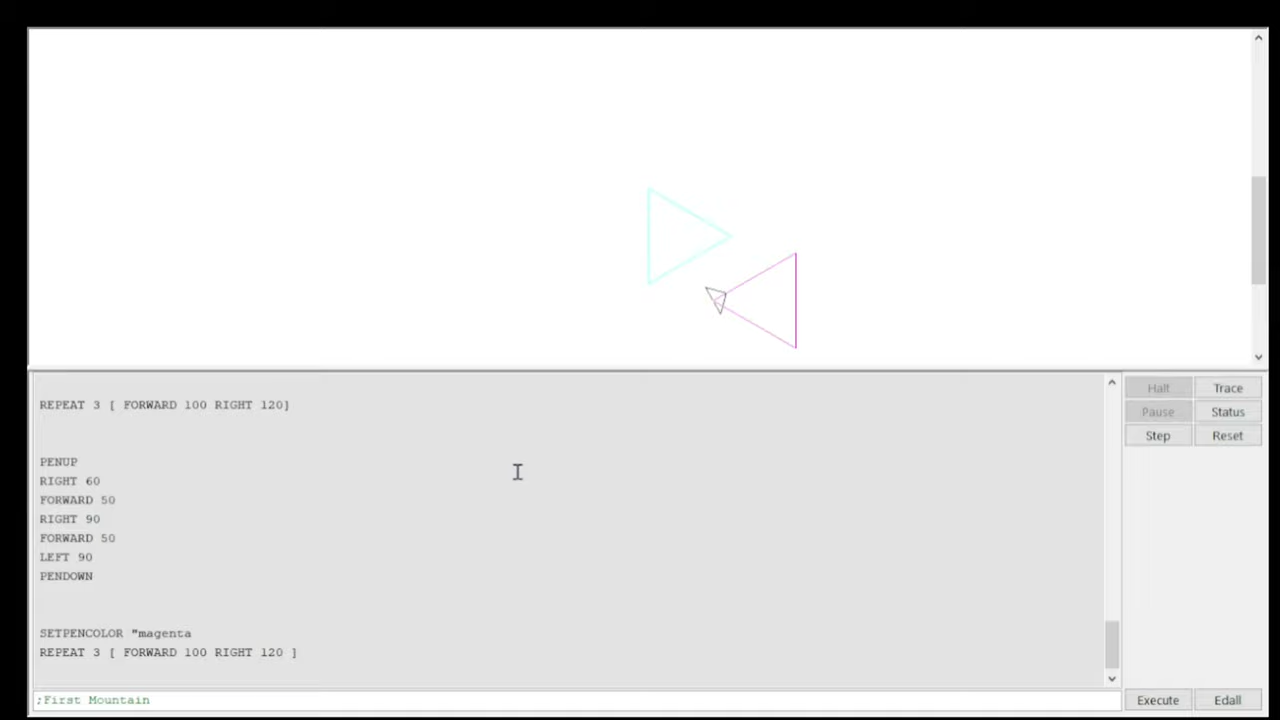 REPEAT 3 [ FORWARD 100 RIGHT 120]
PENUP
RIGHT 60
FORWARD 50
RIGHT 90
FORWARD 50
LEFT 90
PENDOWN
SETPENCOLOR "magenta
REPEAT 3 [ FORWARD 100 RIGHT 120 ]
;First Mountain
Halt Trace
Pause Status
Step Reset
Execute Edall